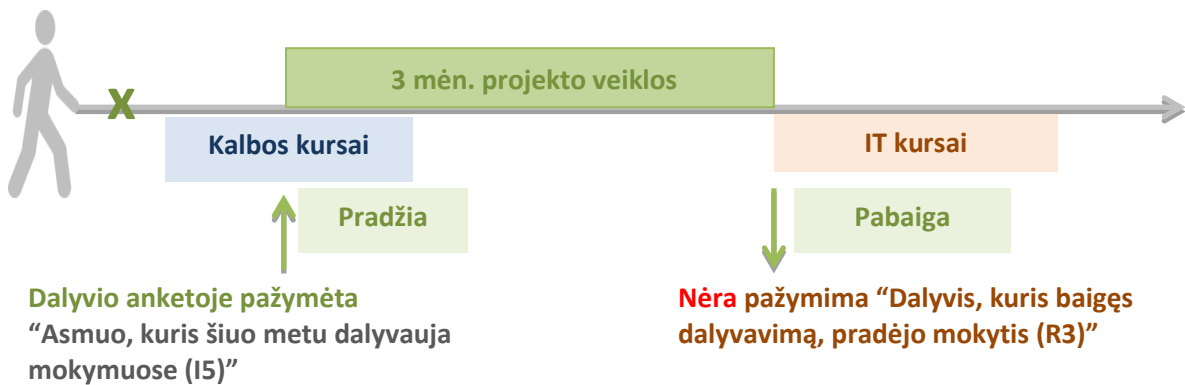 3 mėn. projekto veiklos
X
Kalbos kursai
IT kursai
Pradžia
Pabaiga
Dalyvio anketoje pažymėta
“Asmuo, kuris šiuo metu dalyvauja
mokymuose (I5)”
Nėra pažymima “Dalyvis, kuris baigęs
dalyvavimą, pradėjo mokytis (R3)”